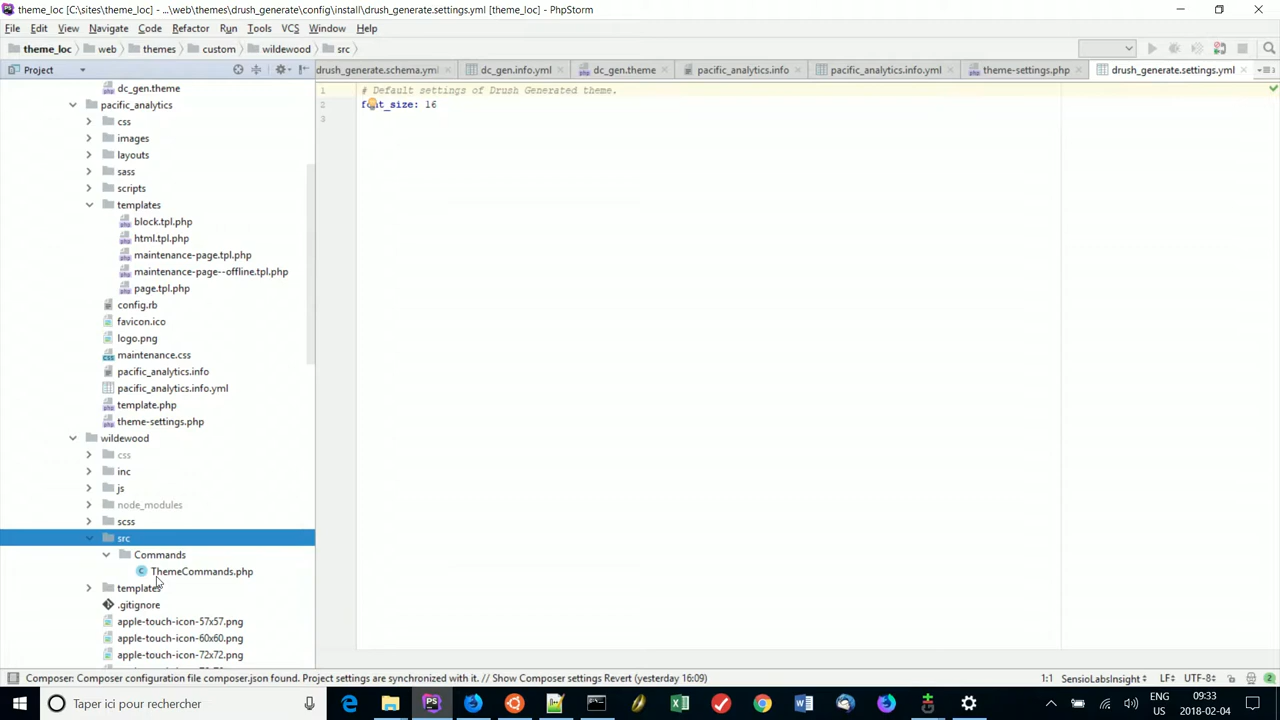 theme_loc [C:\sites\theme_loc] - ...\web\themes\drush_generate\config\install\drush_generate.settings.yml [theme_loc] - PhpStorm
File Edit View Navigate Code Refactor Run Tools VCS Window Help
theme_loc web themes custom wildewood src
Project
drush_generate.schema.yml dc_gen.info.yml dc_gen.theme pacific_analytics.info pacific_analytics.info.yml theme-settings.php drush_generate.settings.yml
dc_gen.theme
pacific_analytics
css
images
layouts
sass
scripts
templates
block.tpl.php
html.tpl.php
maintenance-page.tpl.php
maintenance-page--offline.tpl.php
page.tpl.php
config.rb
favicon.ico
logo.png
maintenance.css
pacific_analytics.info
pacific_analytics.info.yml
template.php
theme-settings.php
wildewood
css
inc
js
node_modules
scss
src
Commands
ThemeCommands.php
templates
.gitignore
apple-touch-icon-57x57.png
apple-touch-icon-60x60.png
apple-touch-icon-72x72.png
1 # Default settings of Drush Generated theme.
2 font_size: 16
3
Composer: Composer configuration file composer.json found. Project settings are synchronized with it. // Show Composer settings Revert (yesterday 16:09)
1:1 SensioLabsInsight LF UTF-8 2
Taper ici pour rechercher
ENG
US
09:33
2018-02-04